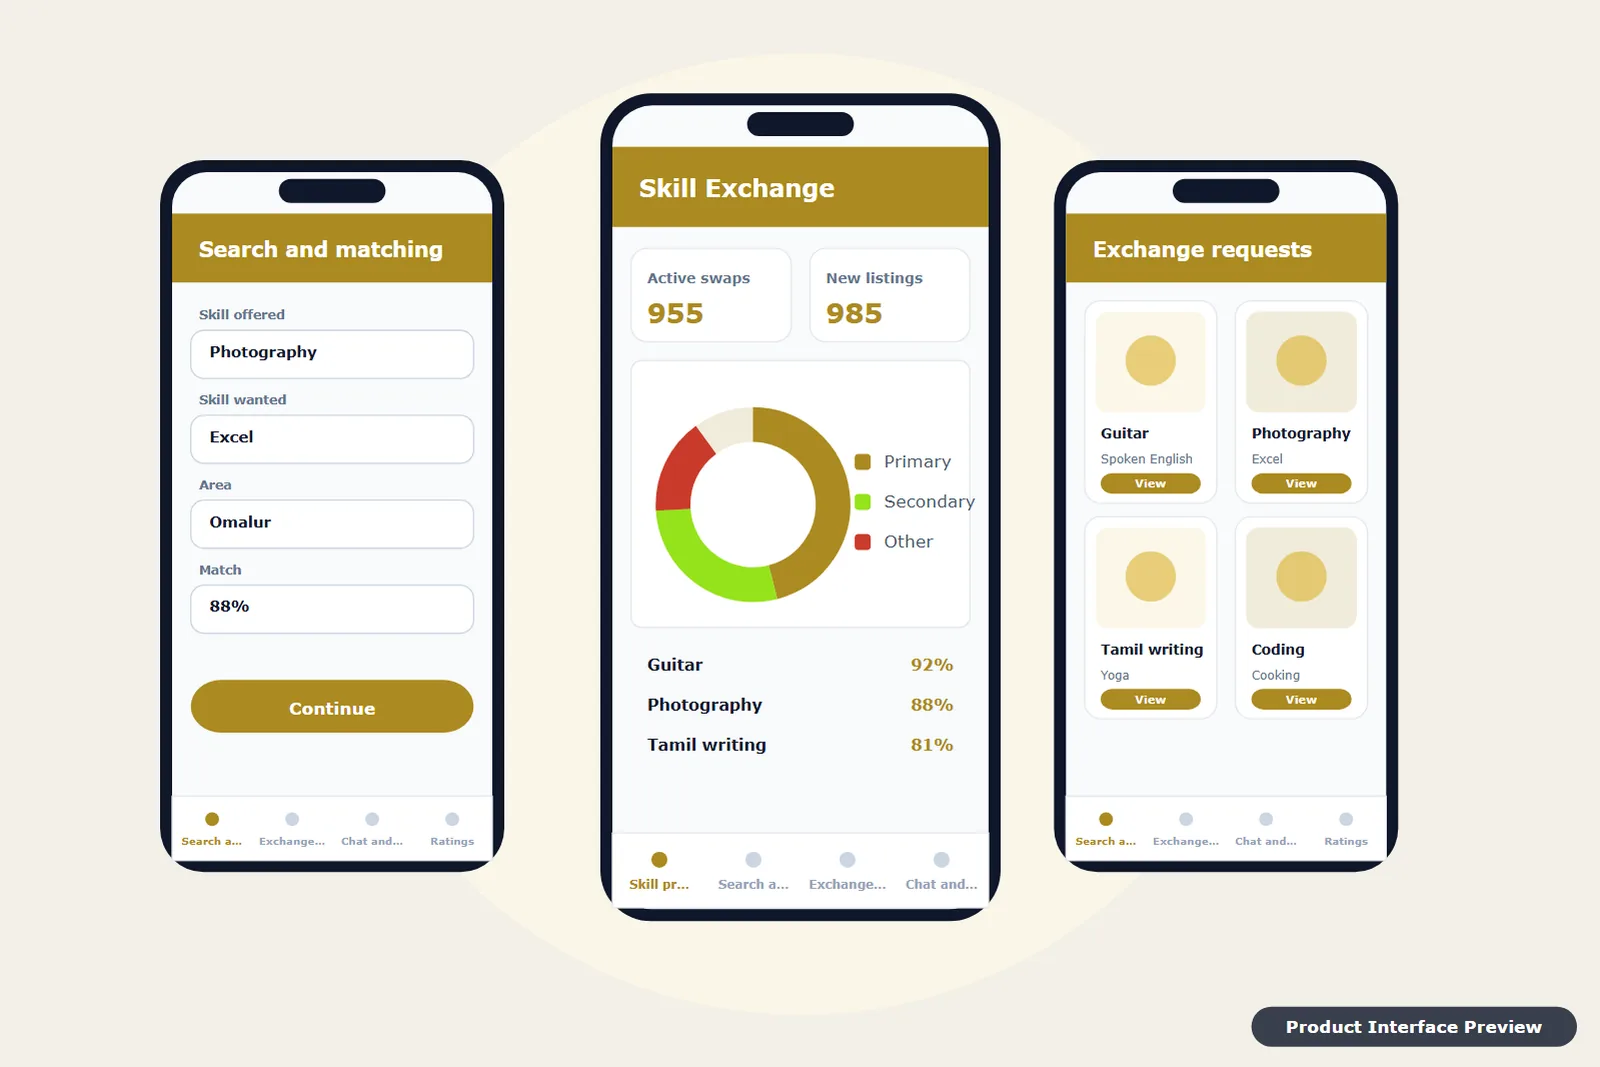 Search and matching
Skill offered
Photography
Skill wanted
Excel
Area
Omalur
Match
88%
Continue
Search a...
Exchange...
Chat and...
Ratings
Skill Exchange
Active swaps
955
New listings
985
Primary
Secondary
Other
Guitar 92%
Photography 88%
Tamil writing 81%
Skill pr...
Search a...
Exchange...
Chat and...
Exchange requests
Guitar
Spoken English
View
Photography
Excel
View
Tamil writing
Yoga
View
Coding
Cooking
View
Search a...
Exchange...
Chat and...
Ratings
Product Interface Preview